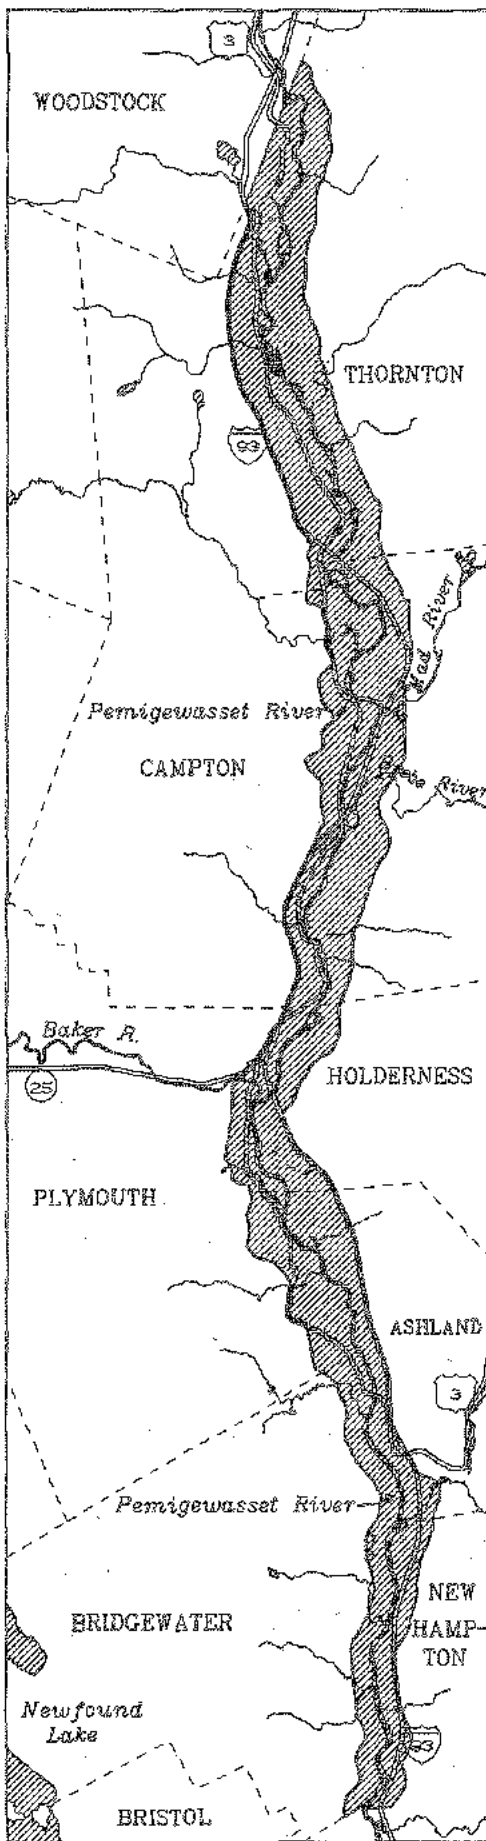 3
WOODSTOCK
THORNTON
93
Mad River
Pemigewasset River
CAMPTON
River
Baker R.
25
HOLDERNESS
PLYMOUTH
ASHLAND
3
Pemigewasset River
NEW
HAMP-
TON
BRIDGEWATER
Newfound
Lake
93
BRISTOL